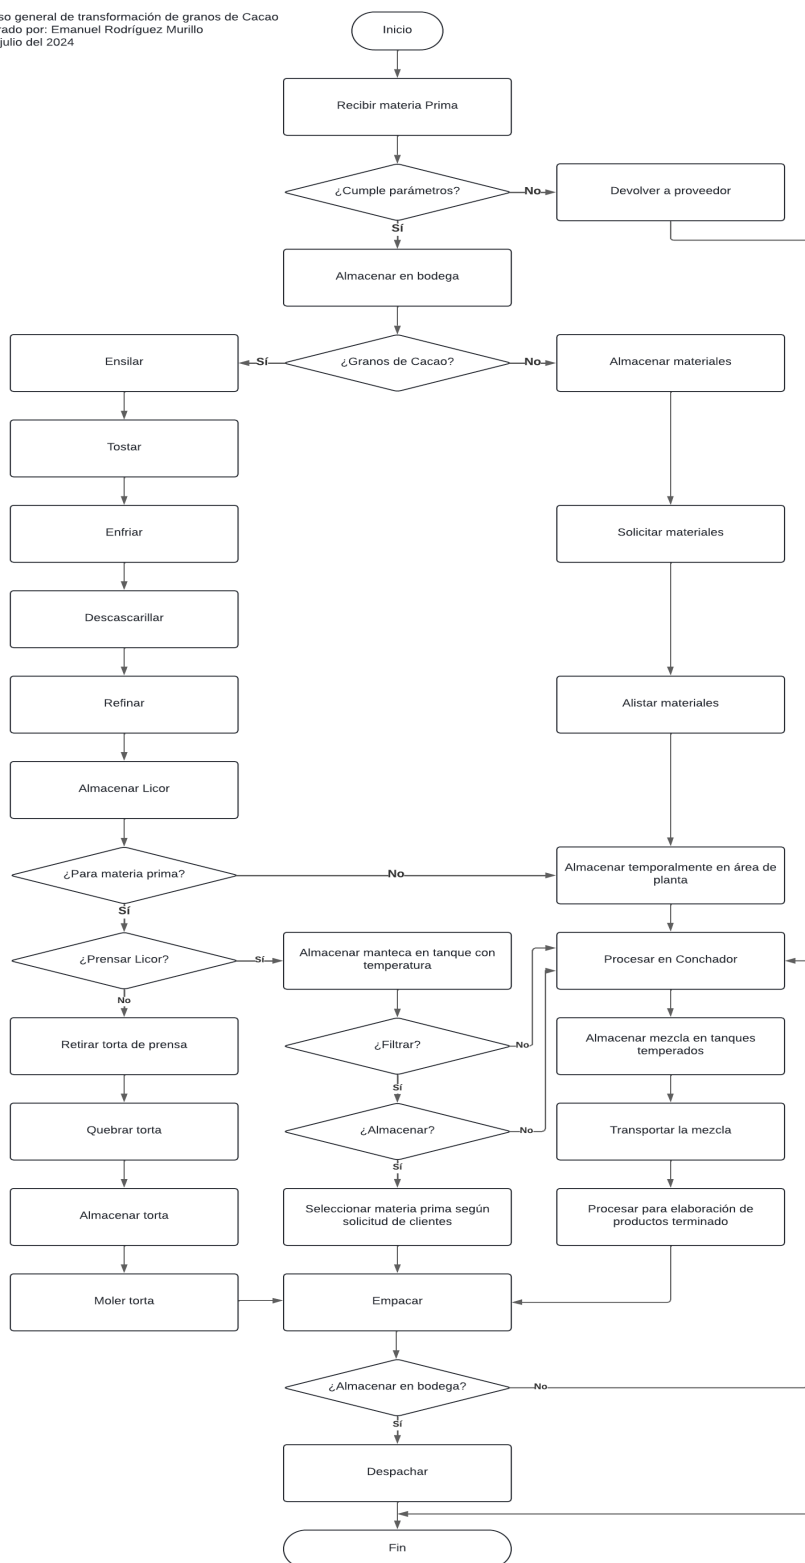 so general de transformación de granos de Cacao
rado por: Emanuel Rodríguez Murillo
julio del 2024
Inicio
Recibir materia Prima
¿Cumple parámetros?
No
Devolver a proveedor
Sí
Almacenar en bodega
Ensilar
Sí
¿Granos de Cacao?
No
Almacenar materiales
Tostar
Enfriar
Solicitar materiales
Descascarillar
Refinar
Alistar materiales
Almacenar Licor
¿Para materia prima?
No
Almacenar temporalmente en área de
planta
Sí
¿Prensar Licor?
Sí
Almacenar manteca en tanque con
temperatura
Procesar en Conchador
No
Retirar torta de prensa
¿Filtrar?
No
Almacenar mezcla en tanques
temperados
Sí
Quebrar torta
¿Almacenar?
No
Transportar la mezcla
Sí
Almacenar torta
Seleccionar materia prima según
solicitud de clientes
Procesar para elaboración de
productos terminado
Moler torta
Empacar
¿Almacenar en bodega?
No
Sí
Despachar
Fin